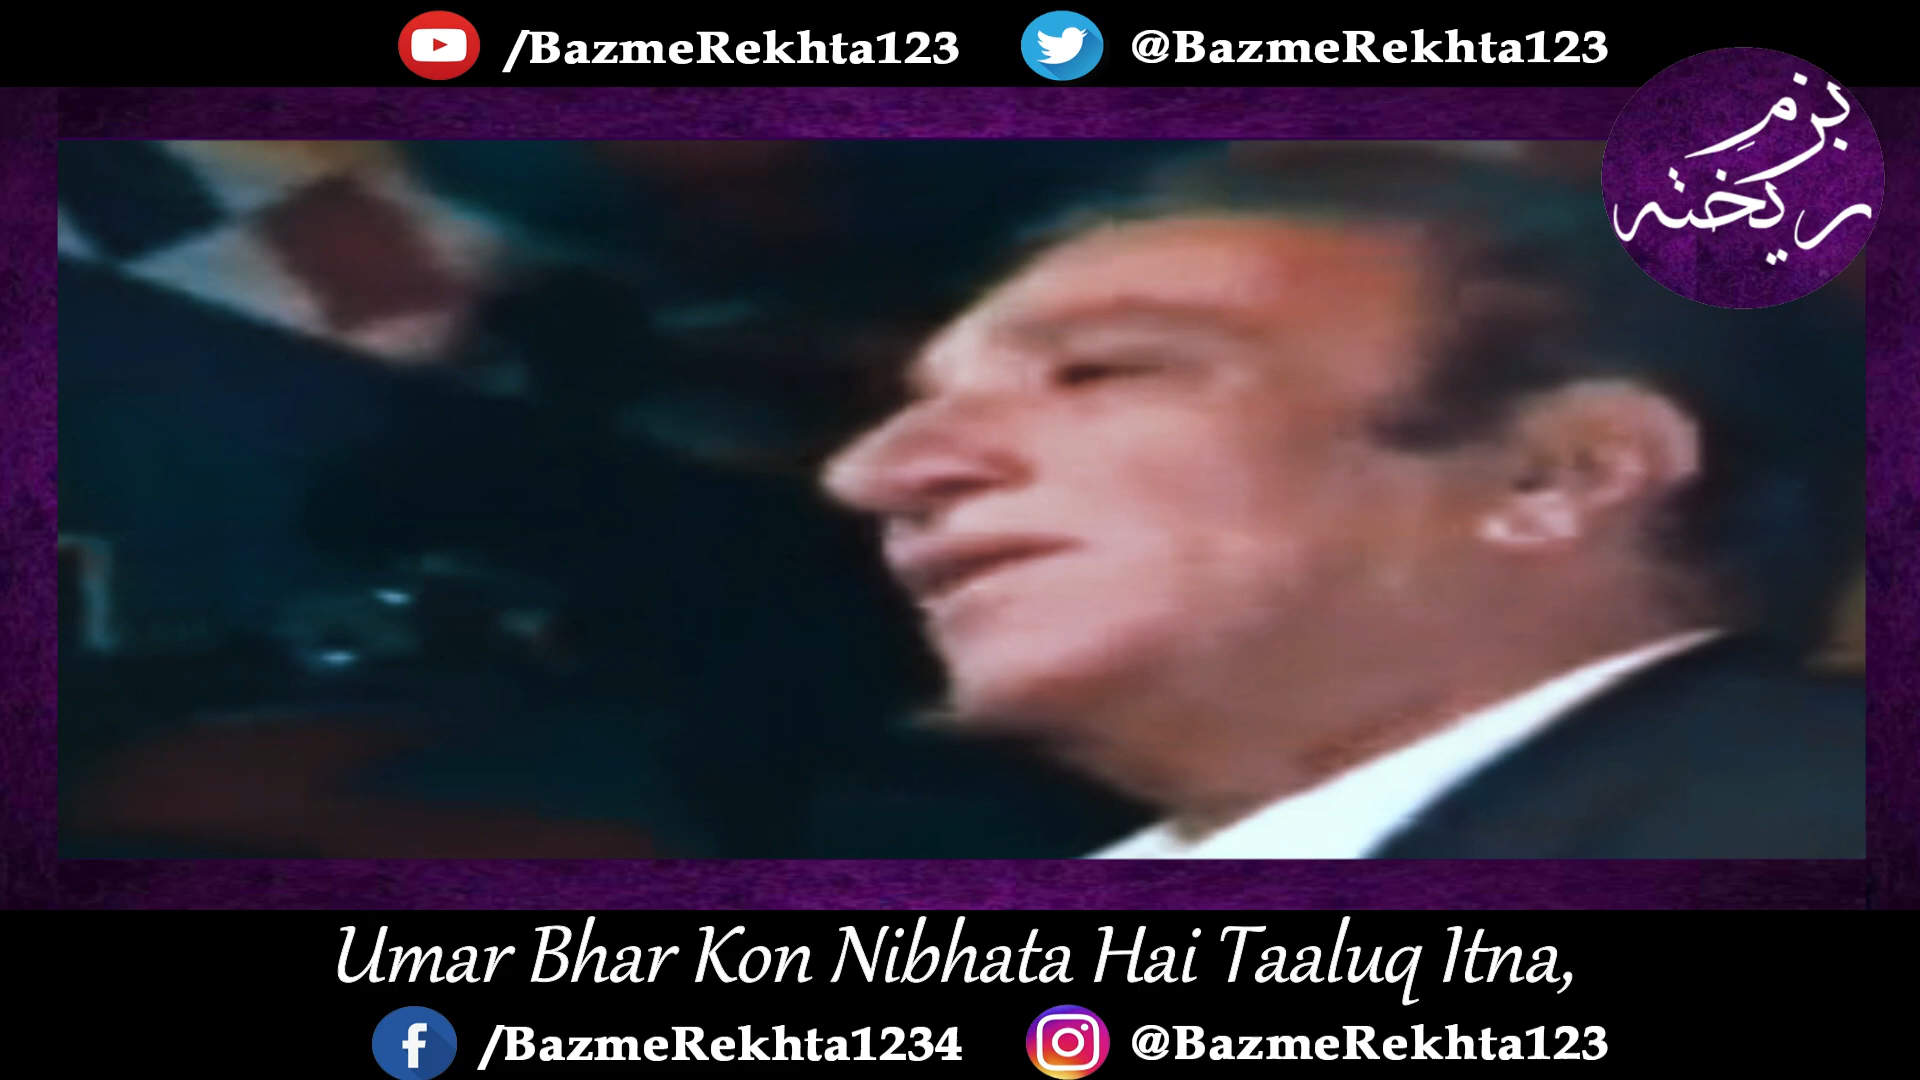 /BazmeRekhta123 @BazmeRekhta123
بزمِ
ریختہ
Umar Bhar Kon Nibhata Hai Taaluq Itna,
/BazmeRekhta1234 @BazmeRekhta123